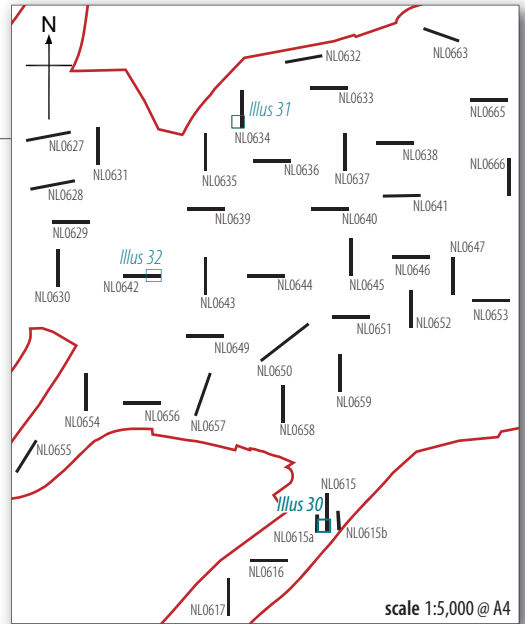 N
NL0663
NL0632
NL0633
NL0665
Illus 31
NL0634
NL0627
NL0631
NL0638
NL0666
NL0636
NL0637
NL0635
NL0628
NL0641
NL0639
NL0640
NL0629
NL0647
Illus 32
NL0646
NL0642
NL0644
NL0645
NL0630
NL0643
NL0653
NL0652
NL0651
NL0649
NL0650
NL0659
NL0654
NL0656
NL0657
NL0658
NL0655
NL0615
Illus 30
NL0615a
NL0615b
NL0616
NL0617
scale 1:5,000 @ A4